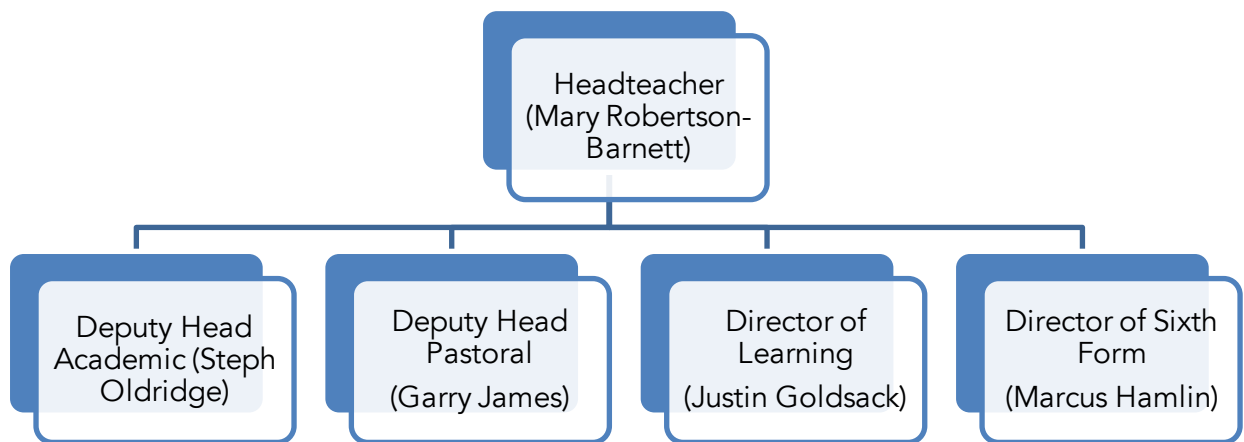 Headteacher
(Mary Robertson-
Barnett)
Deputy Head
Academic (Steph
Oldridge)
Deputy Head
Pastoral
(Garry James)
Director of
Learning
(Justin Goldsack)
Director of Sixth
Form
(Marcus Hamlin)